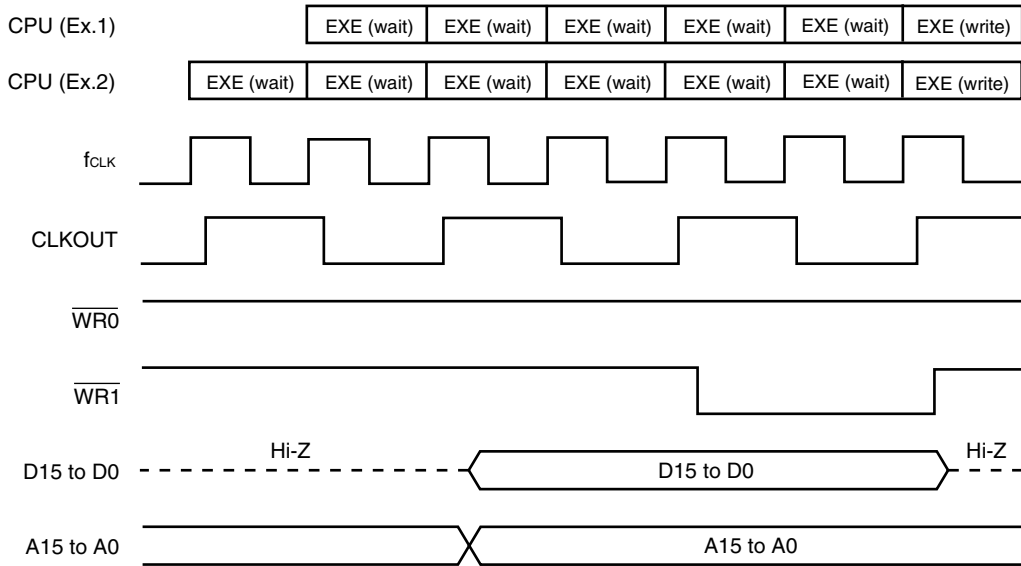 CPU (Ex.1) EXE (wait) EXE (wait) EXE (wait) EXE (wait) EXE (wait) EXE (write)
CPU (Ex.2) EXE (wait) EXE (wait) EXE (wait) EXE (wait) EXE (wait) EXE (wait) EXE (write)
fCLK
CLKOUT
WR0
WR1
Hi-Z Hi-Z
D15 to D0 D15 to D0
A15 to A0 A15 to A0